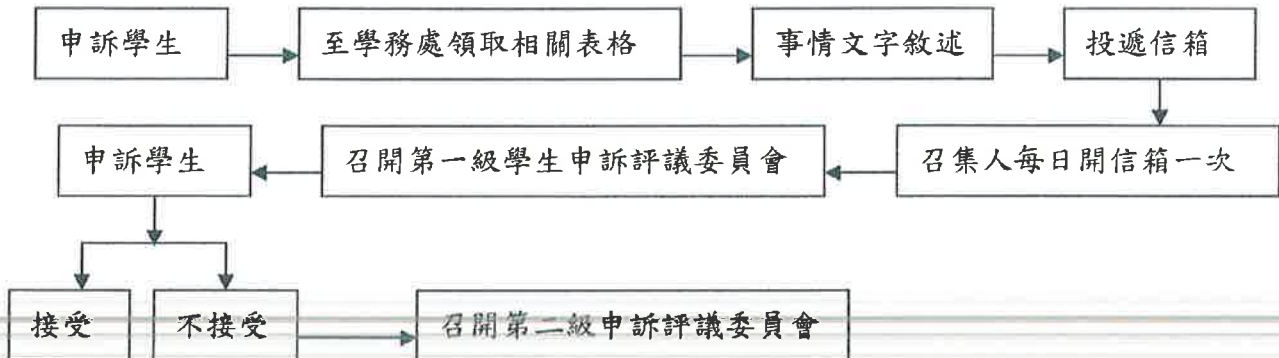 申訴學生
至學務處領取相關表格
事情文字敘述
投遞信箱
召集人每日開信箱一次
召開第一級學生申訴評議委員會
申訴學生
接受
不接受
召開第二級申訴評議委員會